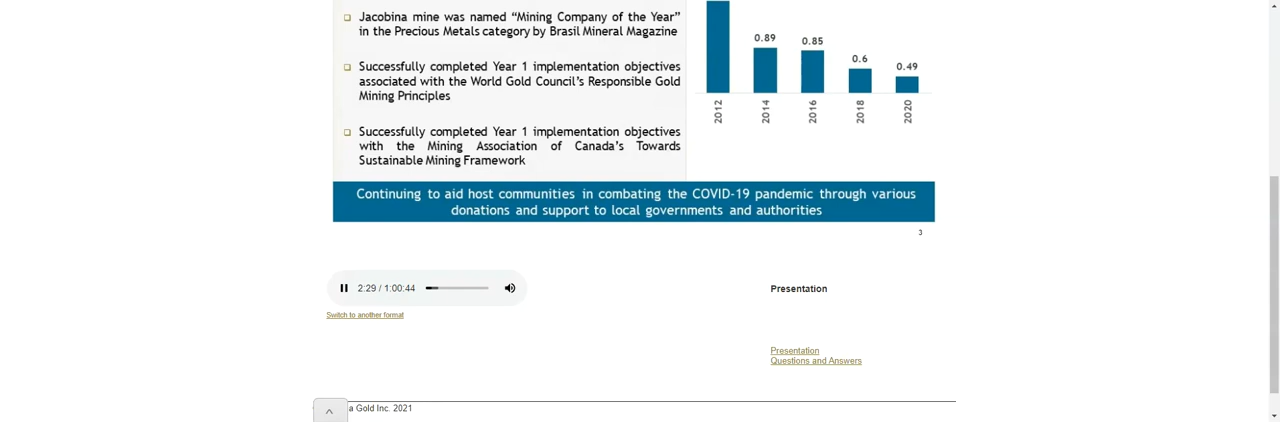 Jacobina mine was named “Mining Company of the Year”
in the Precious Metals category by Brasil Mineral Magazine
Successfully completed Year 1 implementation objectives
associated with the World Gold Council’s Responsible Gold
Mining Principles
Successfully completed Year 1 implementation objectives
with the Mining Association of Canada’s Towards
Sustainable Mining Framework
0.89
0.85
0.6
0.49
2012
2014
2016
2018
2020
Continuing to aid host communities in combating the COVID-19 pandemic through various
donations and support to local governments and authorities
3
2:29 / 1:00:44
Switch to another format
Presentation
Presentation
Questions and Answers
a Gold Inc. 2021